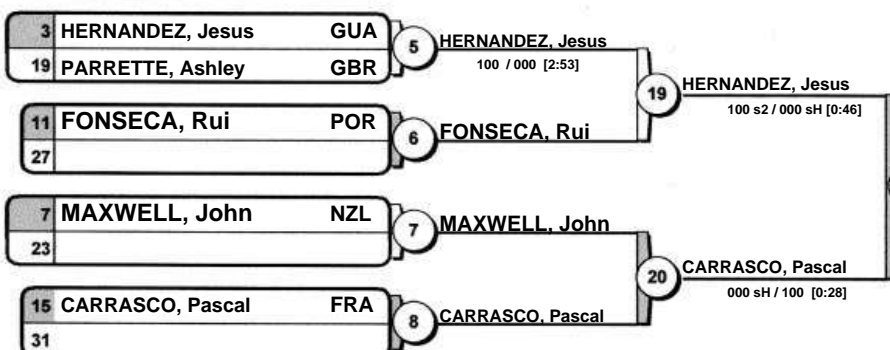 3 HERNANDEZ, Jesus GUA
19 PARRETTE, Ashley GBR
5 HERNANDEZ, Jesus
100 / 000 [2:53]
11 FONSECA, Rui POR
27
6 FONSECA, Rui
19 HERNANDEZ, Jesus
100 s2 / 000 sH [0:46]
7 MAXWELL, John NZL
23
7 MAXWELL, John
15 CARRASCO, Pascal FRA
31
8 CARRASCO, Pascal
20 CARRASCO, Pascal
000 sH / 100 [0:28]